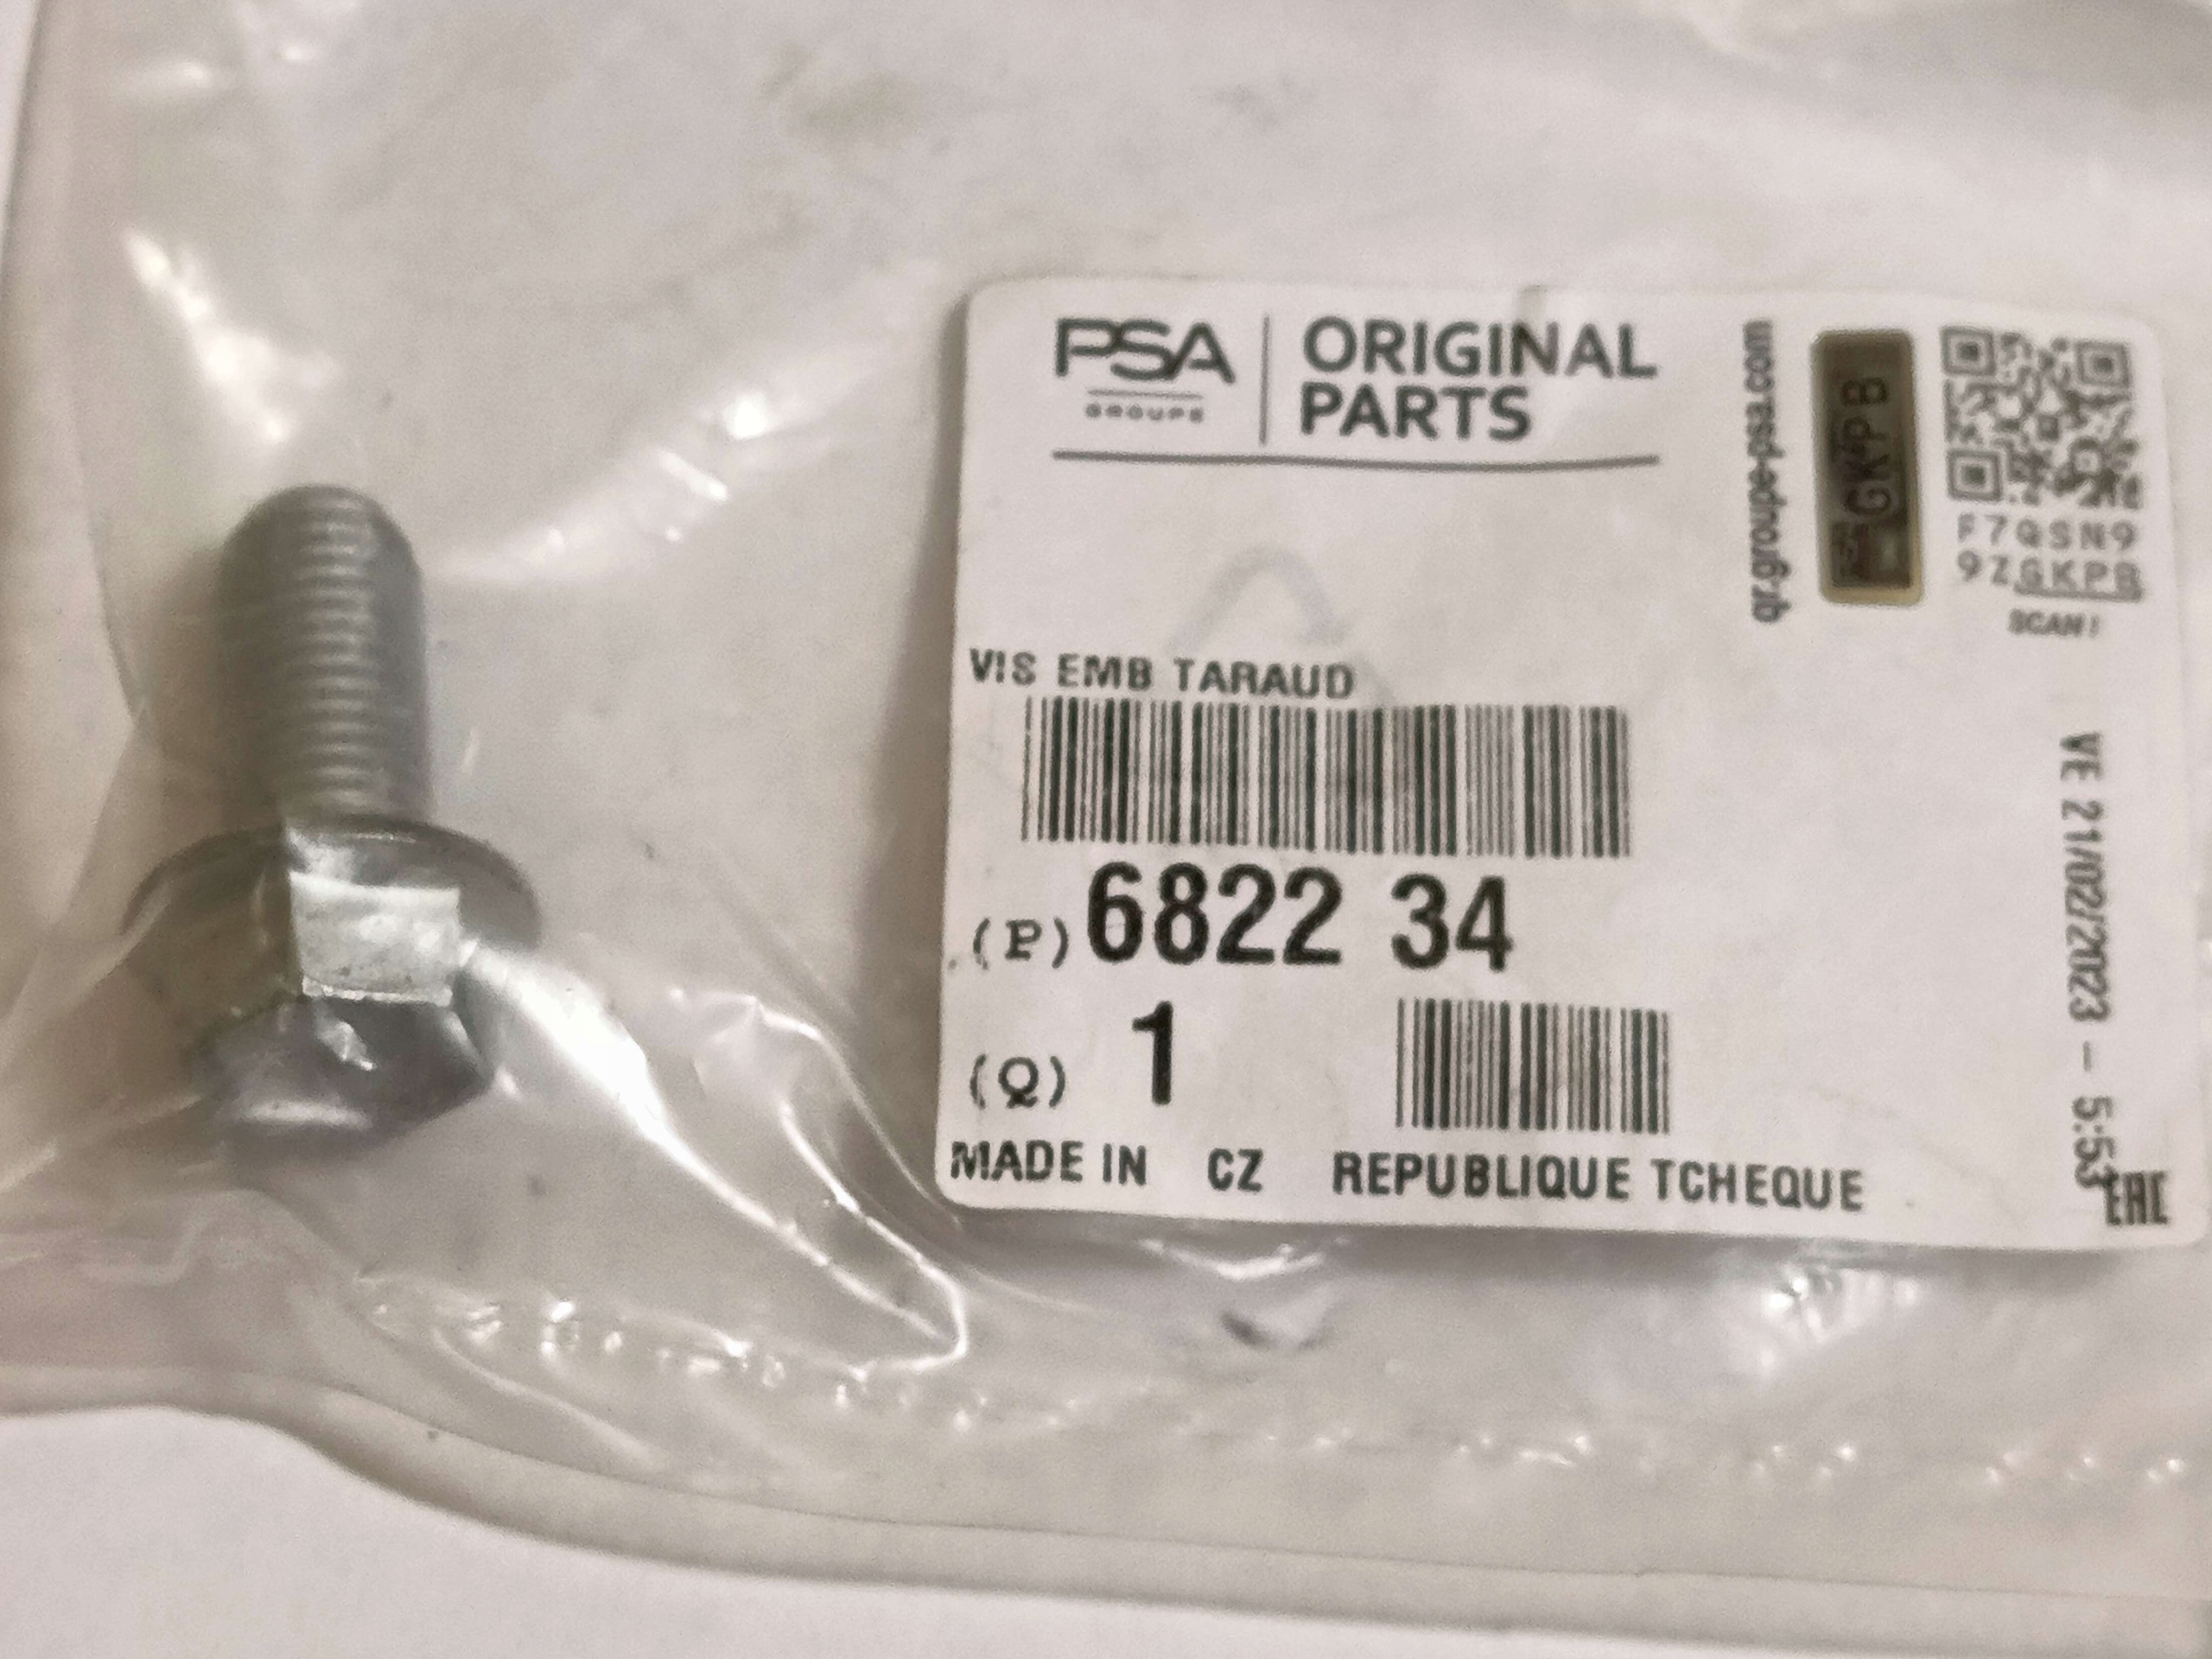 PSA
GROUPE
ORIGINAL
PARTS
qr.groupe-psa.com
GKPB
F7QSN9
9ZGKPB
SCAN!
VIS EMB TARAUD
(P) 6822 34
(Q) 1
MADE IN CZ REPUBLIQUE TCHEQUE
VE 21/02/2023 - 5:53
EAC